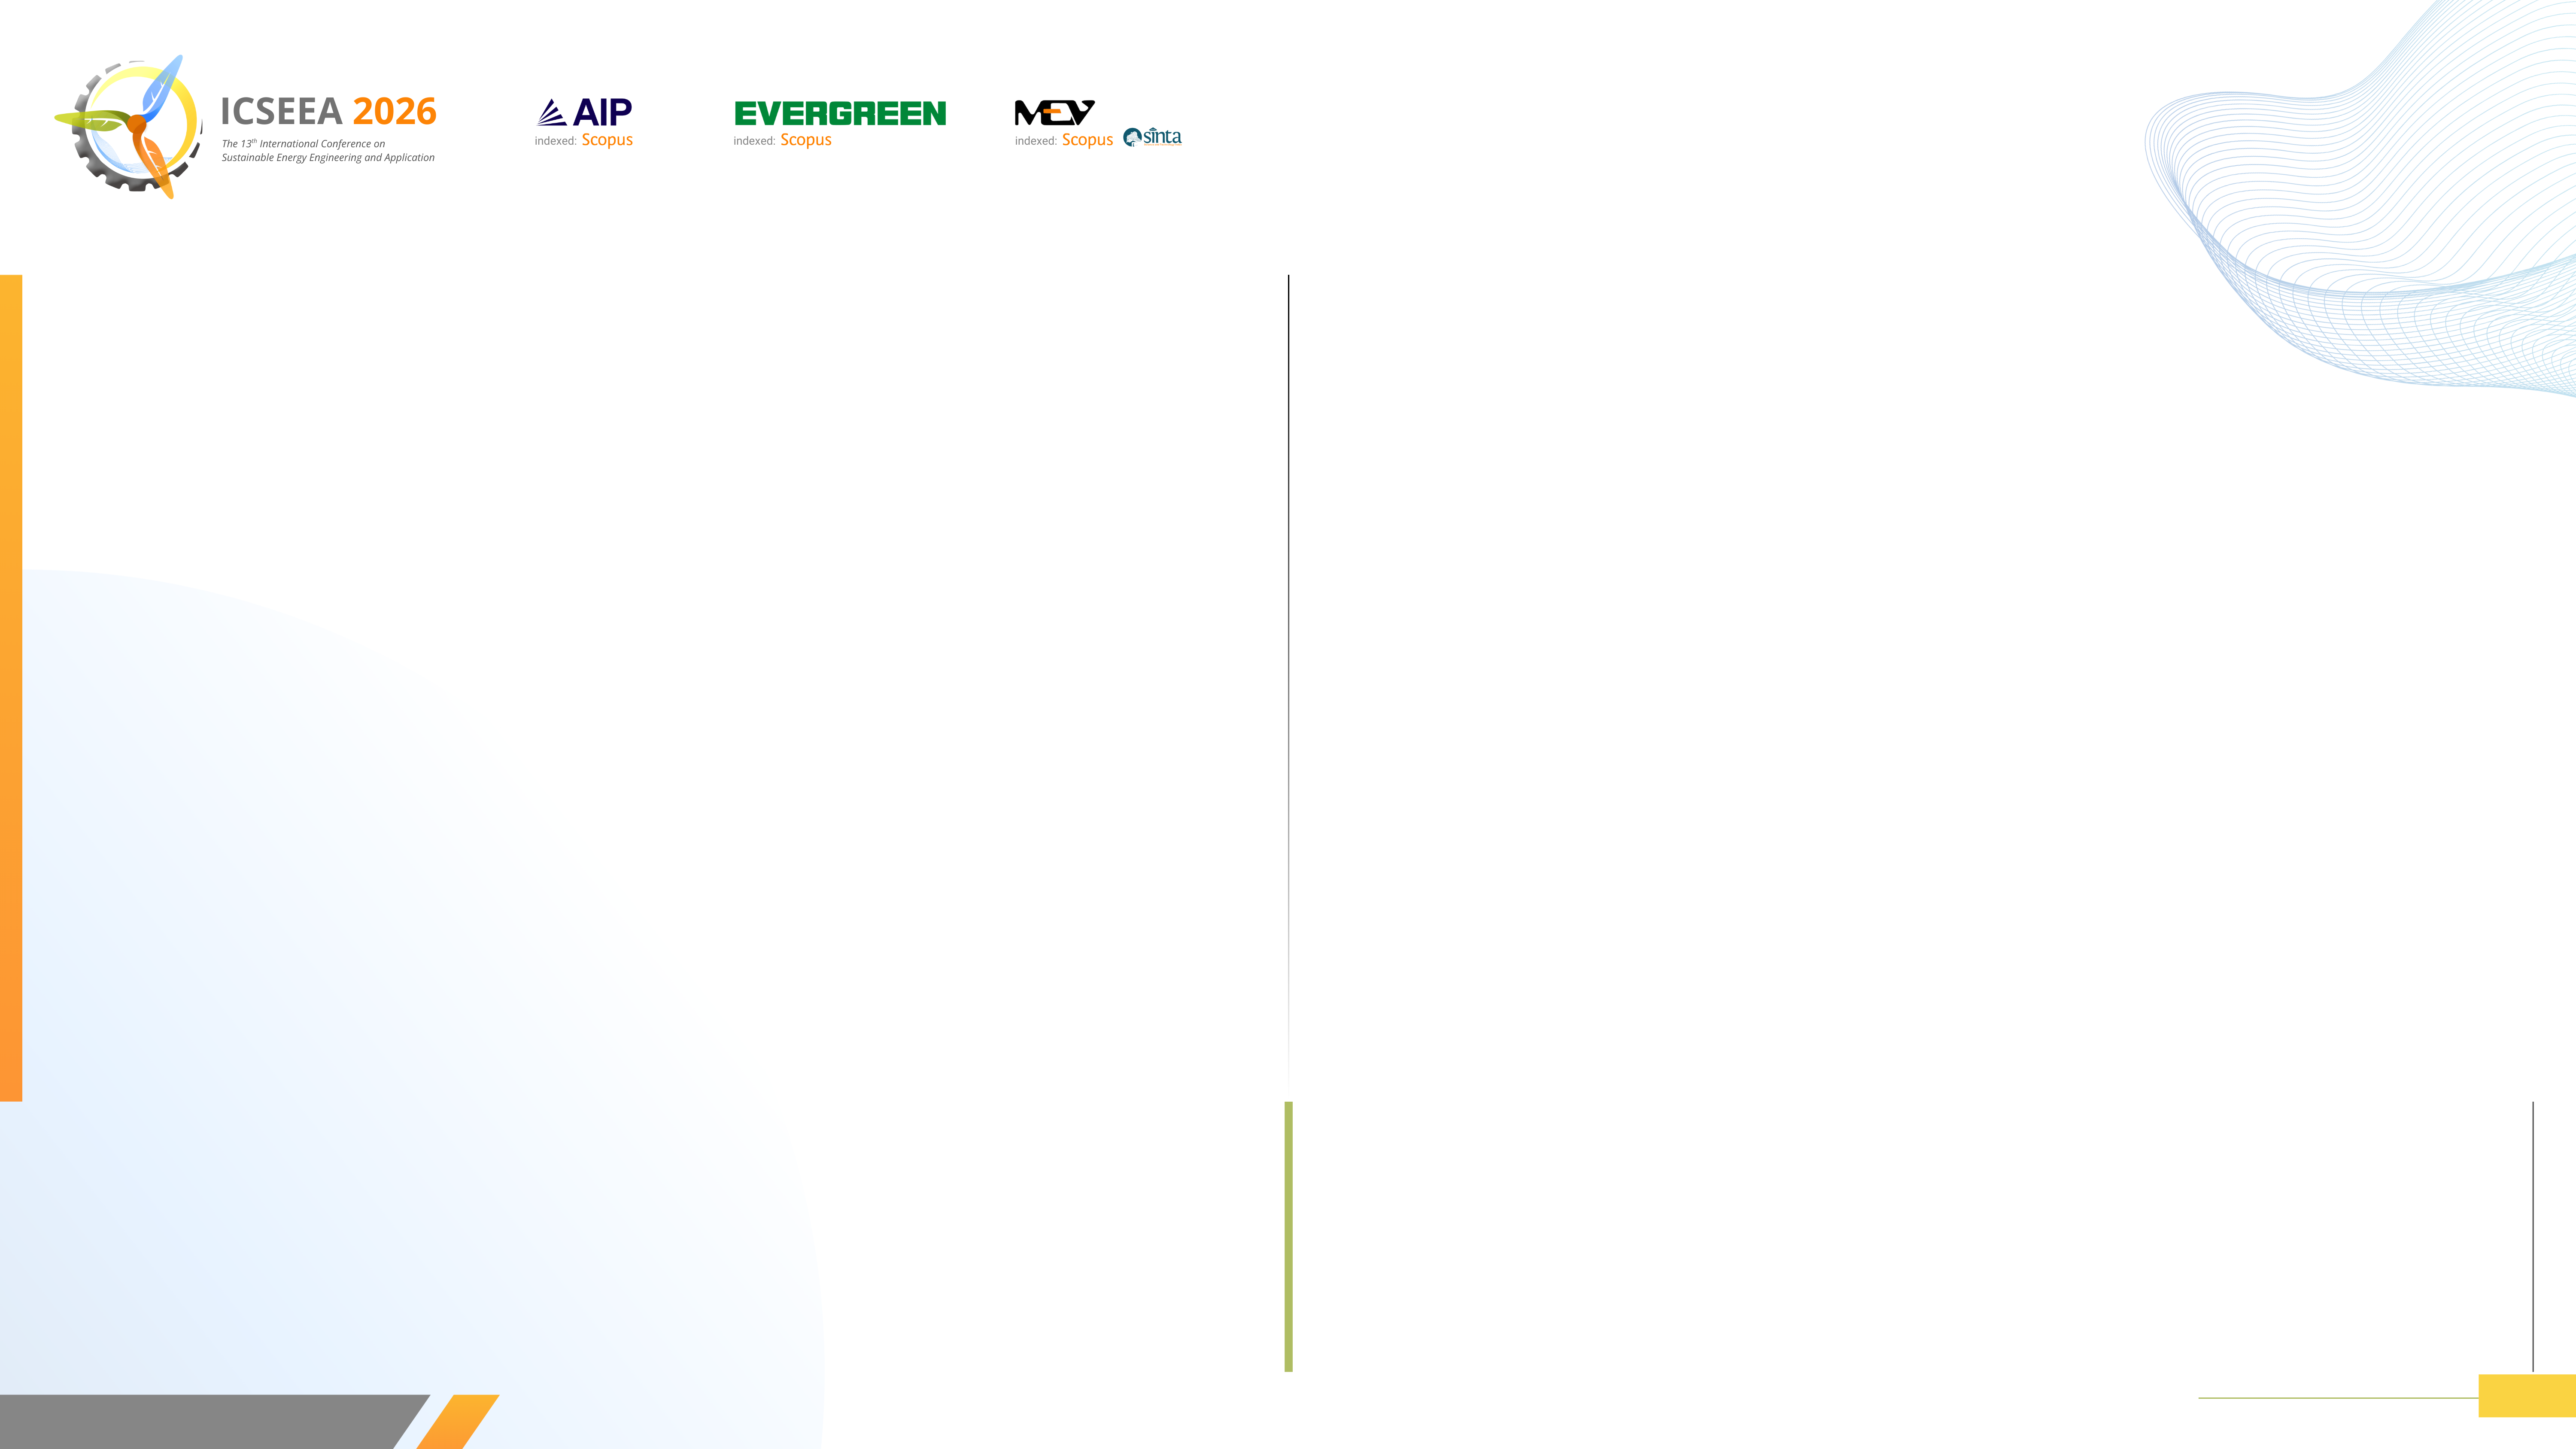 ICSEEA 2026
The 13th International Conference on
Sustainable Energy Engineering and Application
AIP
indexed: Scopus
EVERGREEN
indexed: Scopus
MEV
indexed: Scopus sinta